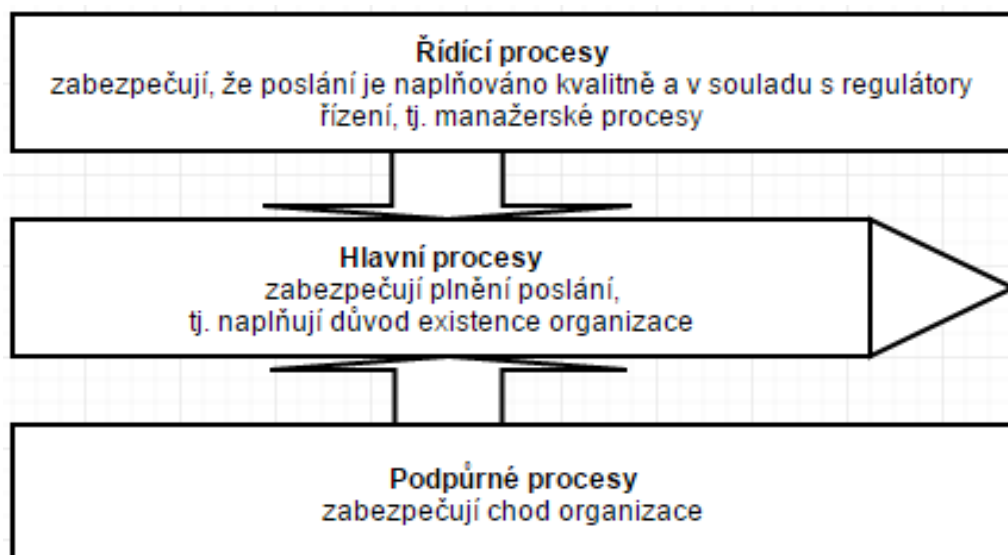 Řídící procesy
zabezpečují, že poslání je naplňováno kvalitně a v souladu s regulátory
řízení, tj. manažerské procesy
Hlavní procesy
zabezpečují plnění poslání,
tj. naplňují důvod existence organizace
Podpůrné procesy
zabezpečují chod organizace